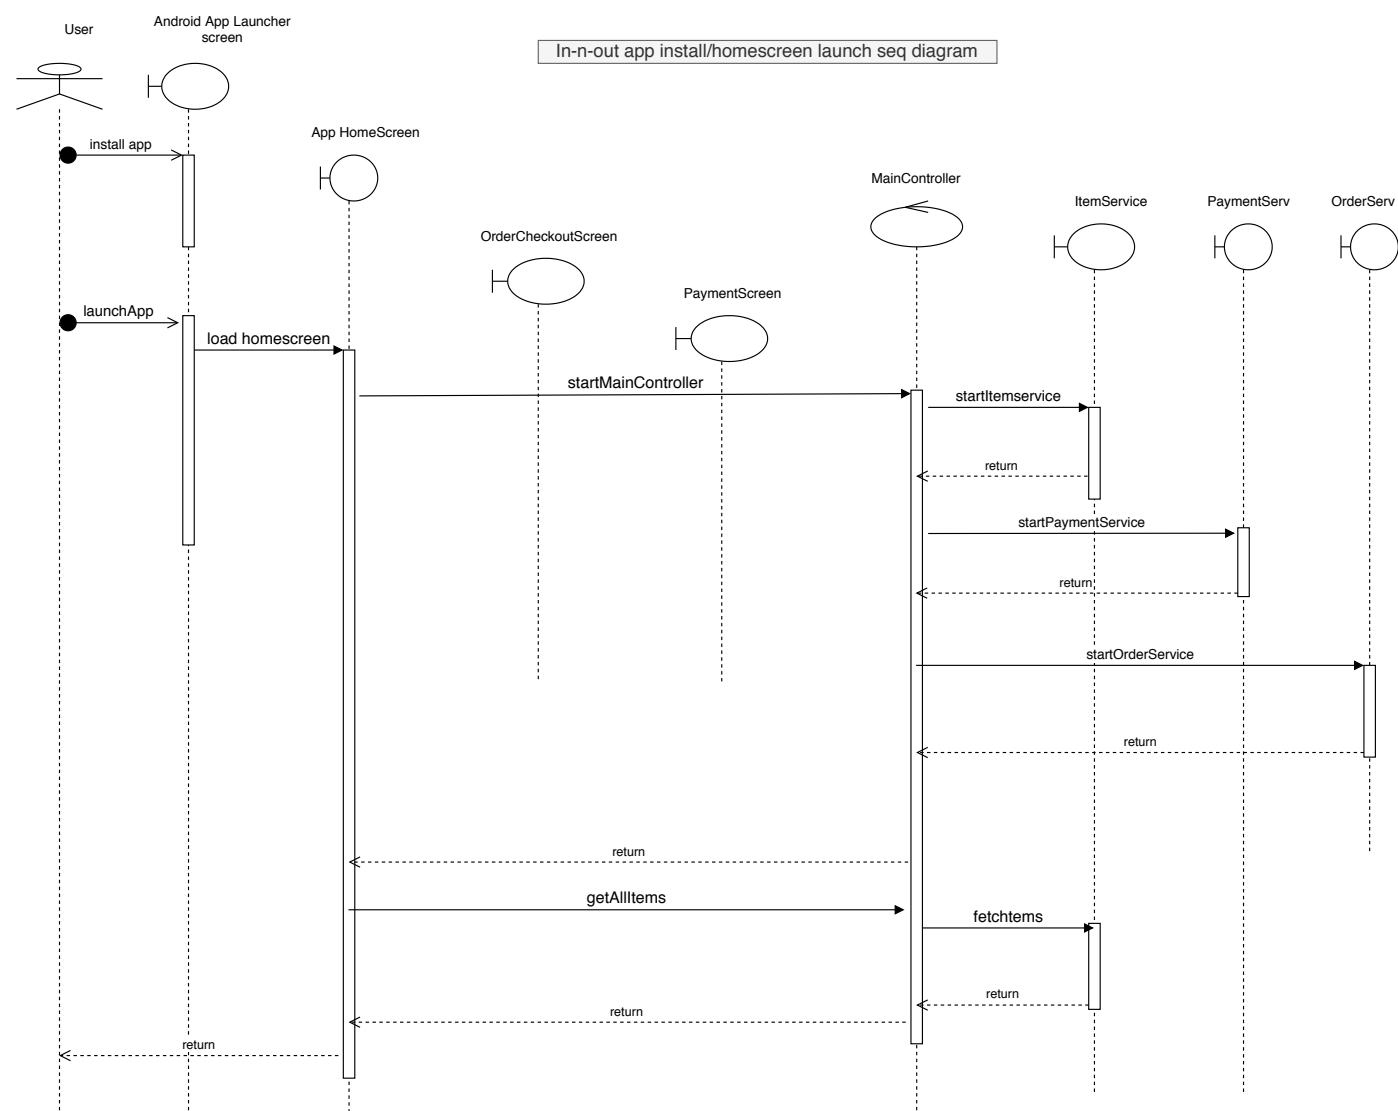 User
Android App Launcher
screen
In-n-out app install/homescreen launch seq diagram
App HomeScreen
install app
MainController
ItemService
PaymentServ
OrderServ
OrderCheckoutScreen
PaymentScreen
launchApp
load homescreen
startMainController
startItemservice
return
startPaymentService
return
startOrderService
return
return
getAllItems
fetchtems
return
return
return